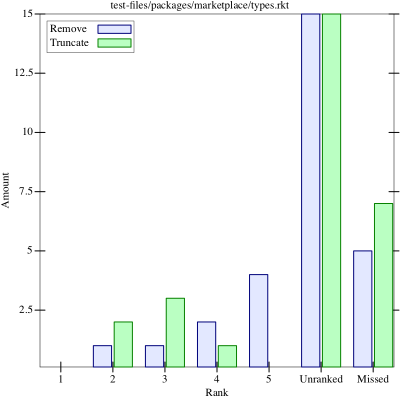 test-files/packages/marketplace/types.rkt
Remove
Truncate
15
12.5
10
7.5
5
2.5
Amount
1 2 3 4 5 Unranked Missed
Rank